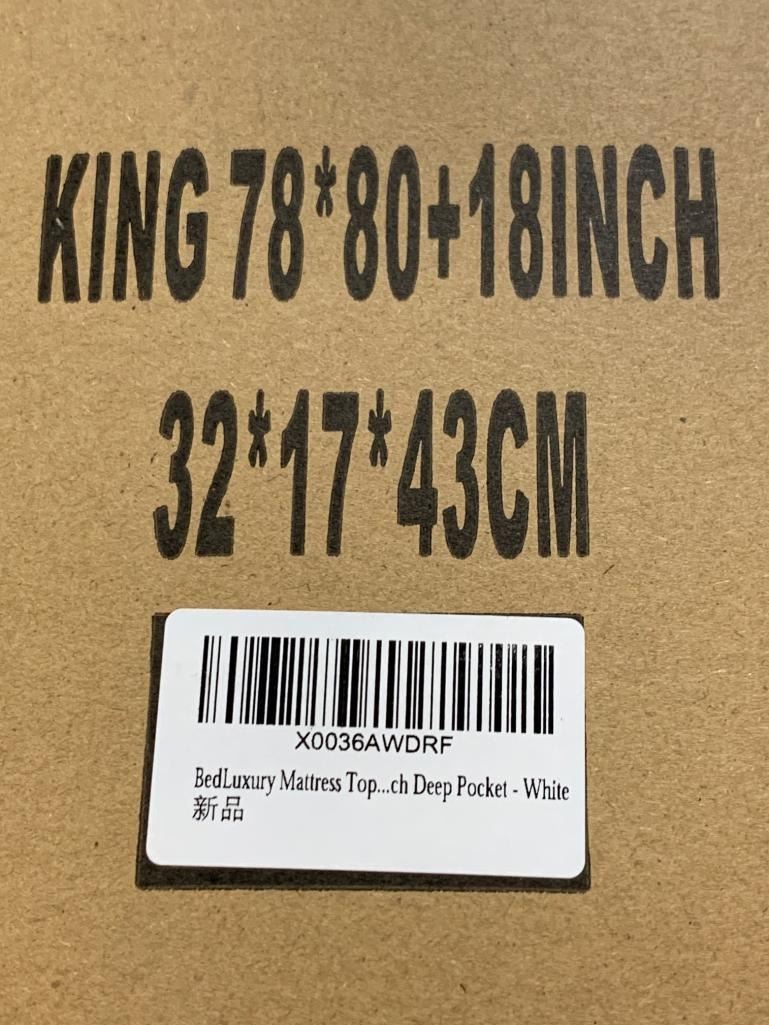 KING 78*80+18INCH
32*17*43CM
X0036AWDRF
BedLuxury Mattress Top...ch Deep Pocket - White
新品